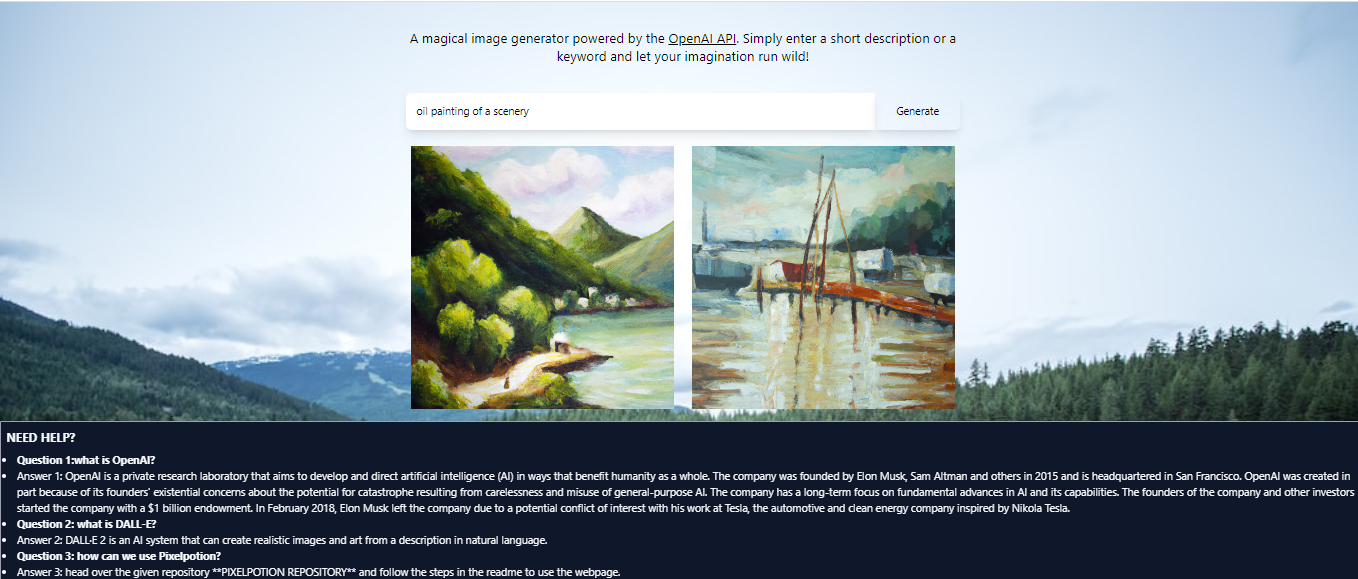 A magical image generator powered by the OpenAI API. Simply enter a short description or a
keyword and let your imagination run wild!
oil painting of a scenery
Generate
NEED HELP?
Question 1:what is OpenAI?
Answer 1: OpenAI is a private research laboratory that aims to develop and direct artificial intelligence (AI) in ways that benefit humanity as a whole. The company was founded by Elon Musk, Sam Altman and others in 2015 and is headquartered in San Francisco. OpenAI was created in
part because of its founders' existential concerns about the potential for catastrophe resulting from carelessness and misuse of general-purpose AI. The company has a long-term focus on fundamental advances in AI and its capabilities. The founders of the company and other investors
started the company with a $1 billion endowment. In February 2018, Elon Musk left the company due to a potential conflict of interest with his work at Tesla, the automotive and clean energy company inspired by Nikola Tesla.
Question 2: what is DALL-E?
Answer 2: DALL·E 2 is an AI system that can create realistic images and art from a description in natural language.
Question 3: how can we use Pixelpotion?
Answer 3: head over the given repository **PIXELPOTION REPOSITORY** and follow the steps in the readme to use the webpage.